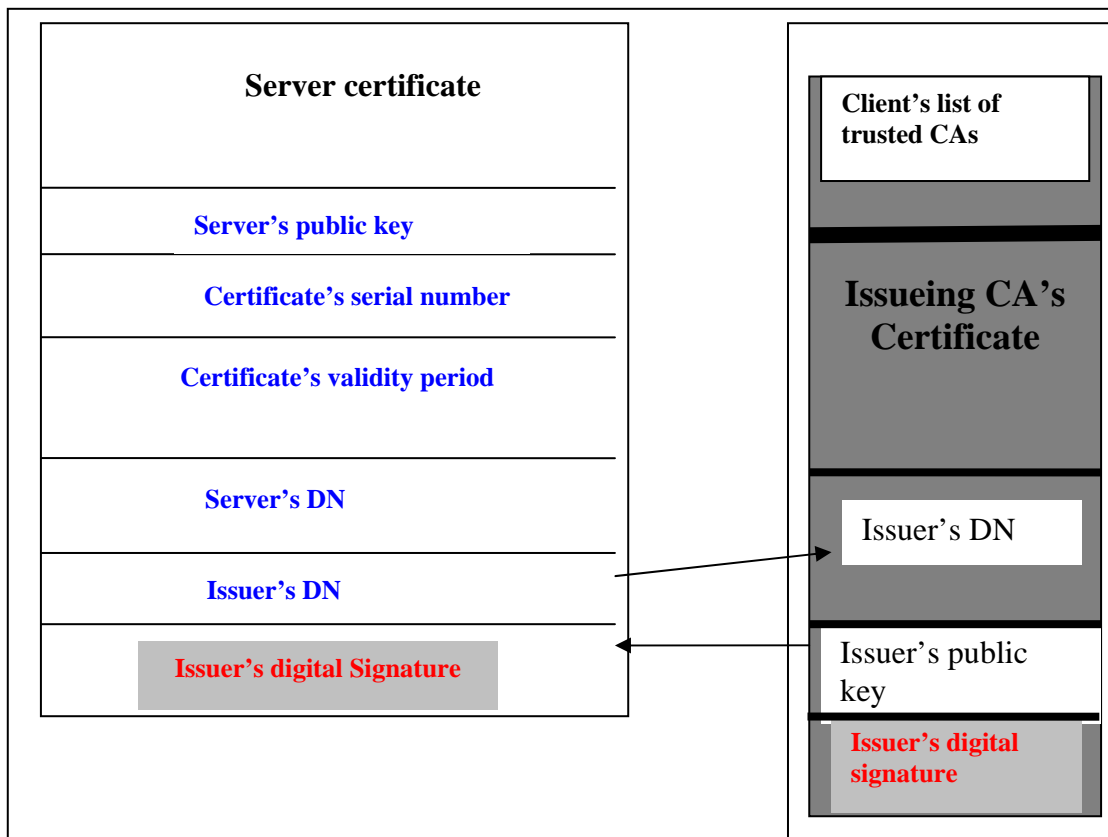 Server certificate
Server’s public key
Certificate’s serial number
Certificate’s validity period
Server’s DN
Issuer’s DN
Issuer’s digital Signature
Client’s list of
trusted CAs
Issueing CA’s
Certificate
Issuer’s DN
Issuer’s public
key
Issuer’s digital
signature